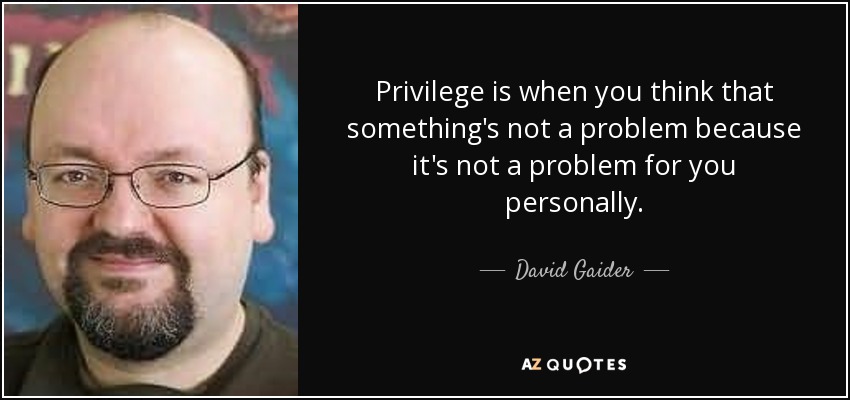 Privilege is when you think that
something's not a problem because
it's not a problem for you
personally.
David Gaider
AZ QUOTES